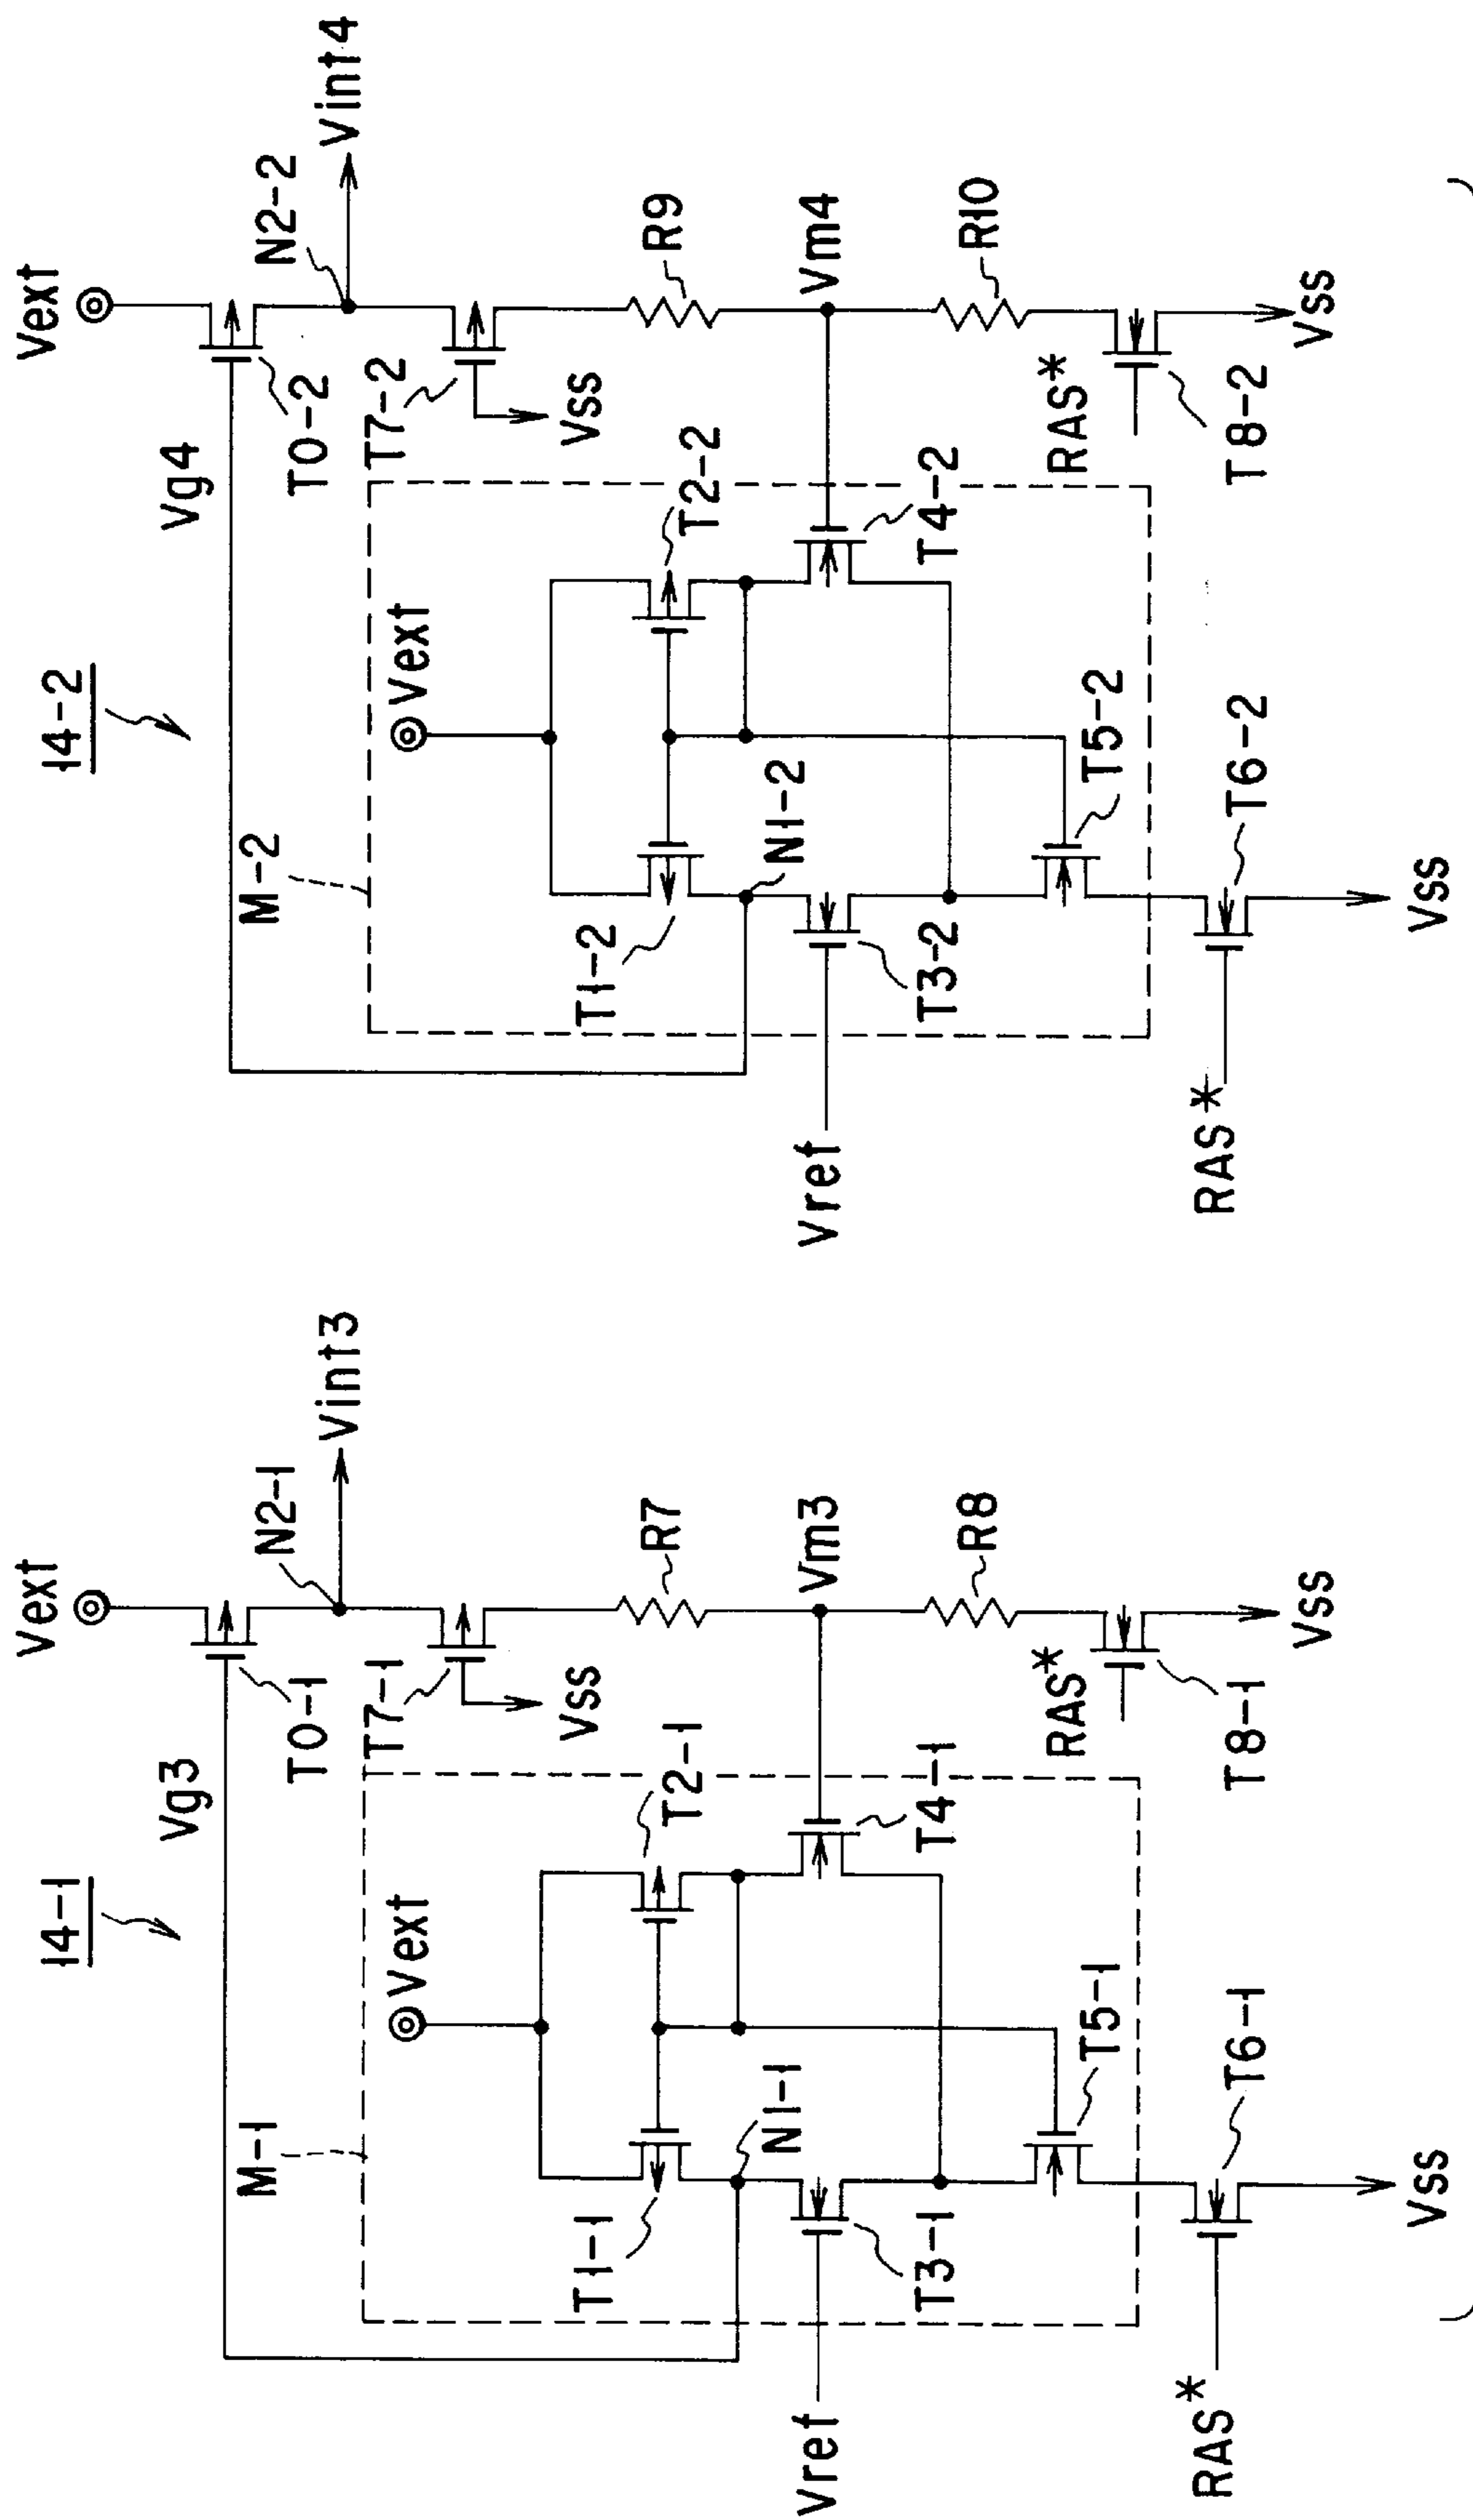 14-1
Vext
Vg3
N2-1
Vint3
T0-1
M-1
Vext
T7-1
Vss
T1-1
T2-1
R7
N1-1
Vref
Vm3
T3-1
T4-1
R8
T5-1
RAS*
RAS*
T6-1
T8-1
Vss
Vss
14-2
Vext
Vg4
N2-2
Vint4
T0-2
M-2
Vext
T7-2
Vss
T1-2
T2-2
R9
N1-2
Vref
Vm4
T3-2
T4-2
R10
T5-2
RAS*
RAS*
T6-2
T8-2
Vss
Vss